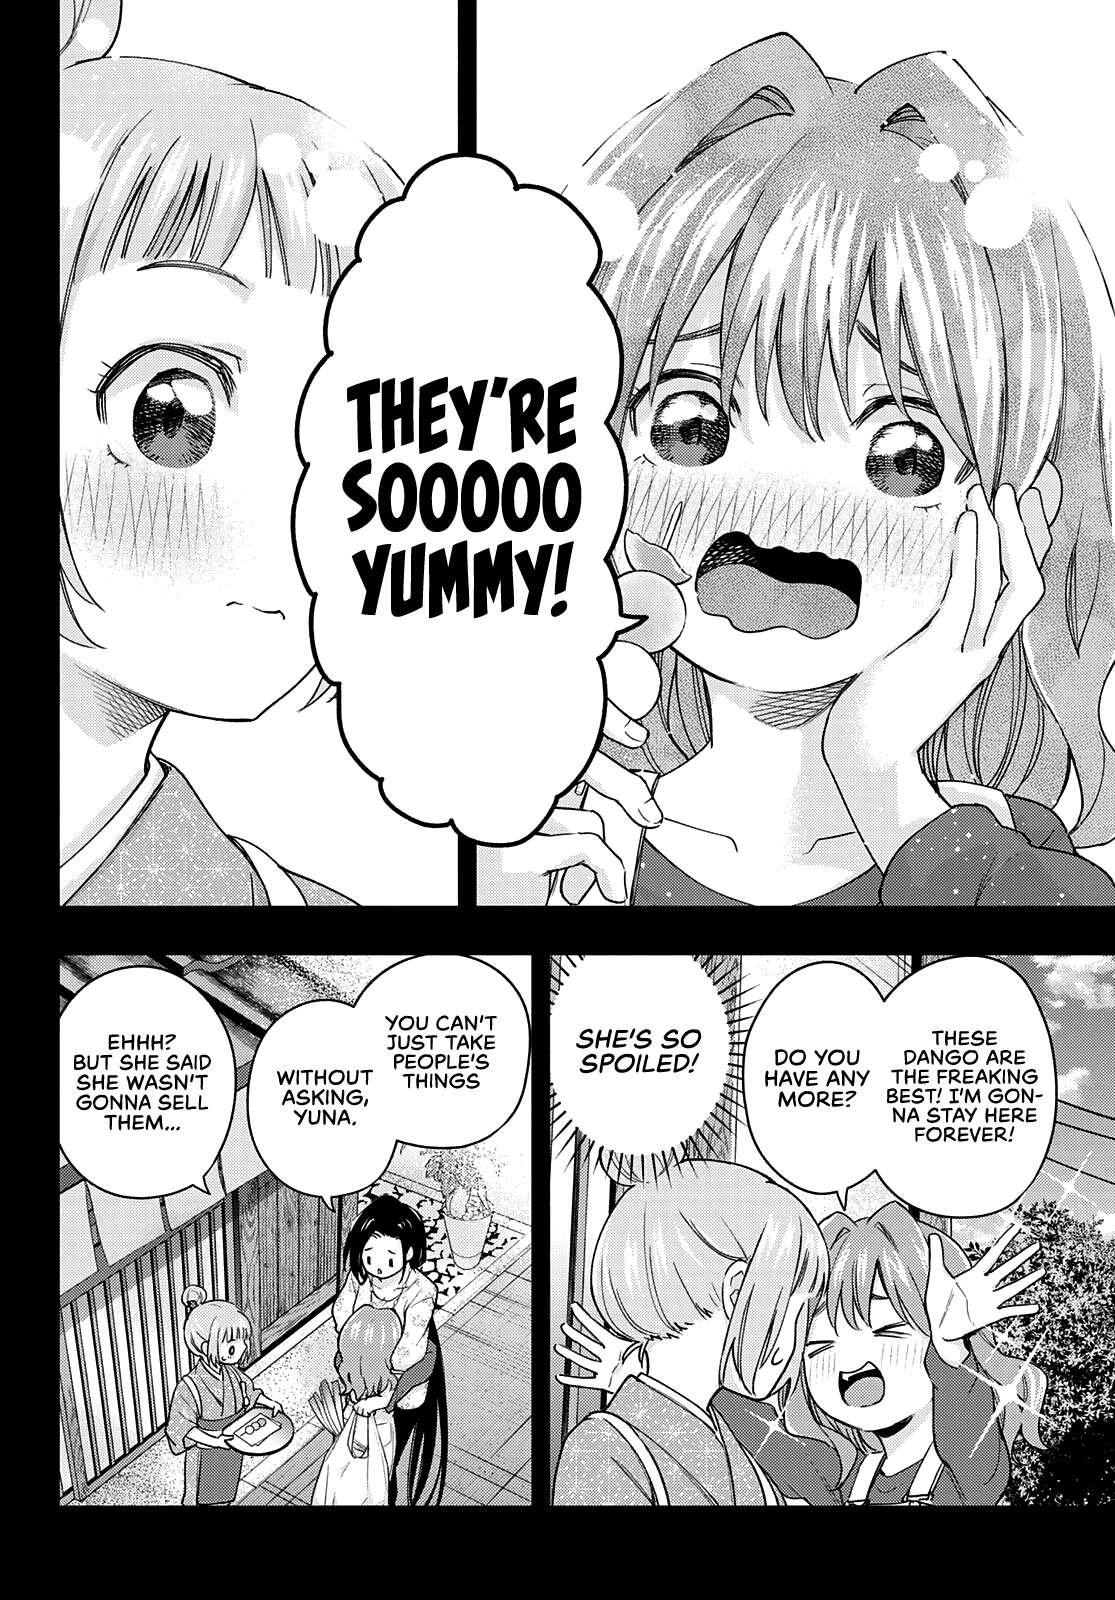 THEY'RE
SOOOOO
YUMMY!
THESE
DANGO ARE
THE FREAKING
BEST! I'M GON-
NA STAY HERE
FOREVER!
DO YOU
HAVE ANY
MORE?
SHE'S SO
SPOILED!
YOU CAN'T
JUST TAKE
PEOPLE'S
THINGS
WITHOUT
ASKING,
YUNA.
EHHH?
BUT SHE SAID
SHE WASN'T
GONNA SELL
THEM...